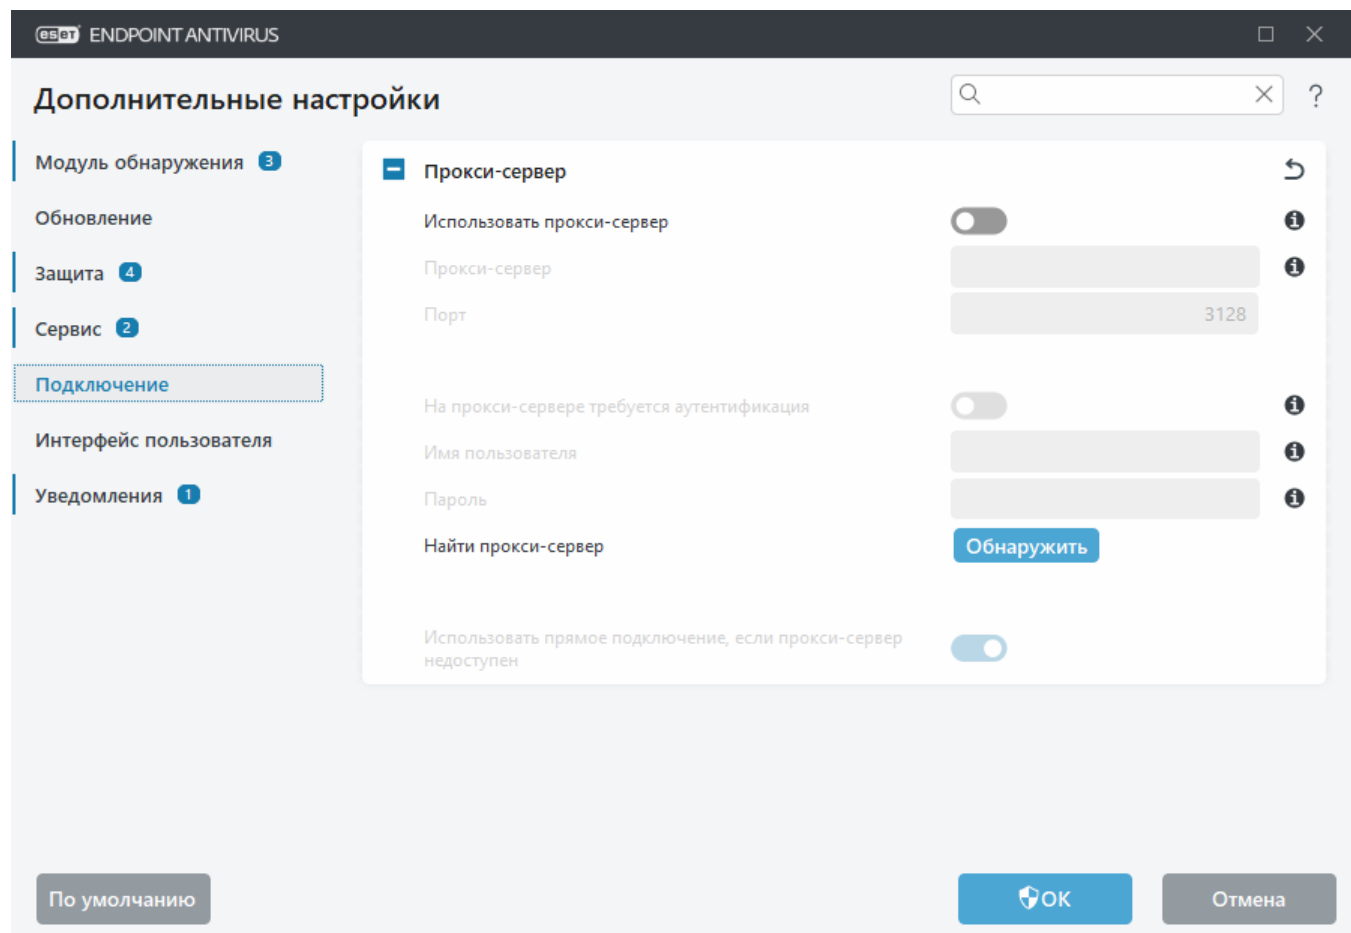 eset ENDPOINT ANTIVIRUS
Дополнительные настройки
?
Модуль обнаружения 3
Обновление
Защита 4
Сервис 2
Подключение
Интерфейс пользователя
Уведомления 1
Прокси-сервер
Использовать прокси-сервер
Прокси-сервер
Порт 3128
На прокси-сервере требуется аутентификация
Имя пользователя
Пароль
Найти прокси-сервер Обнаружить
Использовать прямое подключение, если прокси-сервер
недоступен
По умолчанию ОК Отмена